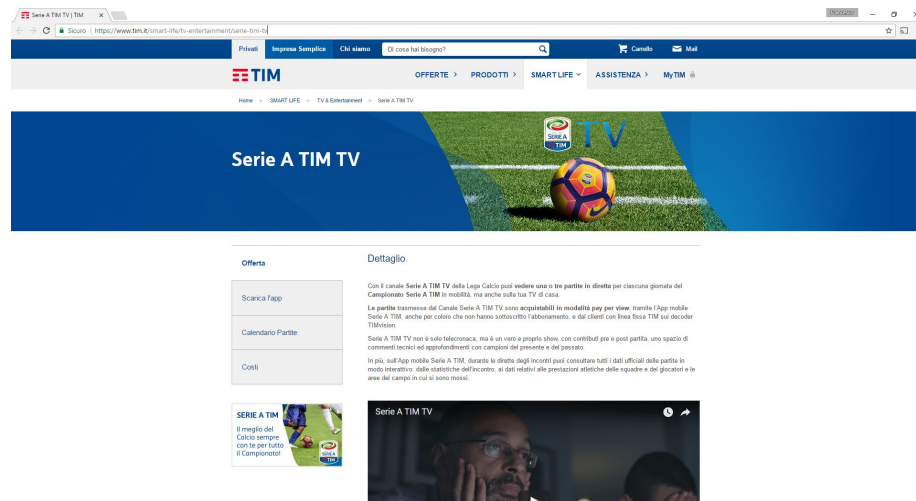 Serie A TIM TV | TIM
Francesco
Sicuro | https://www.tim.it/smart-life/tv-entertainment/serie-tim-tv
Privati Impresa Semplice Chi siamo Di cosa hai bisogno? Carrello Mail
TIM OFFERTE > PRODOTTI > SMART LIFE ASSISTENZA > MyTIM
Home > SMART LIFE > TV & Entertainment > Serie A TIM TV
SERIE A
TIM
TV
Serie A TIM TV
Offerta
Scarica l'app
Calendario Partite
Costi
Dettaglio
Con il canale Serie A TIM TV della Lega Calcio puoi vedere una o tre partite in diretta per ciascuna giornata del
Campionato Serie A TIM in mobilità, ma anche sulla tua TV di casa.
Le partite trasmesse dal Canale Serie A TIM TV sono acquistabili in modalità pay per view, tramite l'App mobile
Serie A TIM, anche per coloro che non hanno sottoscritto l'abbonamento, e dai clienti con linea fissa TIM sui decoder
TIMvision.
Serie A TIM TV non è solo telecronaca, ma è un vero e proprio show, con contributi pre e post partita, uno spazio di
commenti tecnici ed approfondimenti con campioni del presente e del passato.
In più, sull'App mobile Serie A TIM, durante le dirette degli incontri puoi consultare tutti i dati ufficiali delle partite in
modo interattivo: dalle statistiche dell'incontro, ai dati relativi alle prestazioni atletiche delle squadre e dei giocatori e le
aree del campo in cui si sono mossi.
SERIE A TIM
Il meglio del
Calcio sempre
con te per tutto
il Campionato!
SERIE A
TIM
Serie A TIM TV